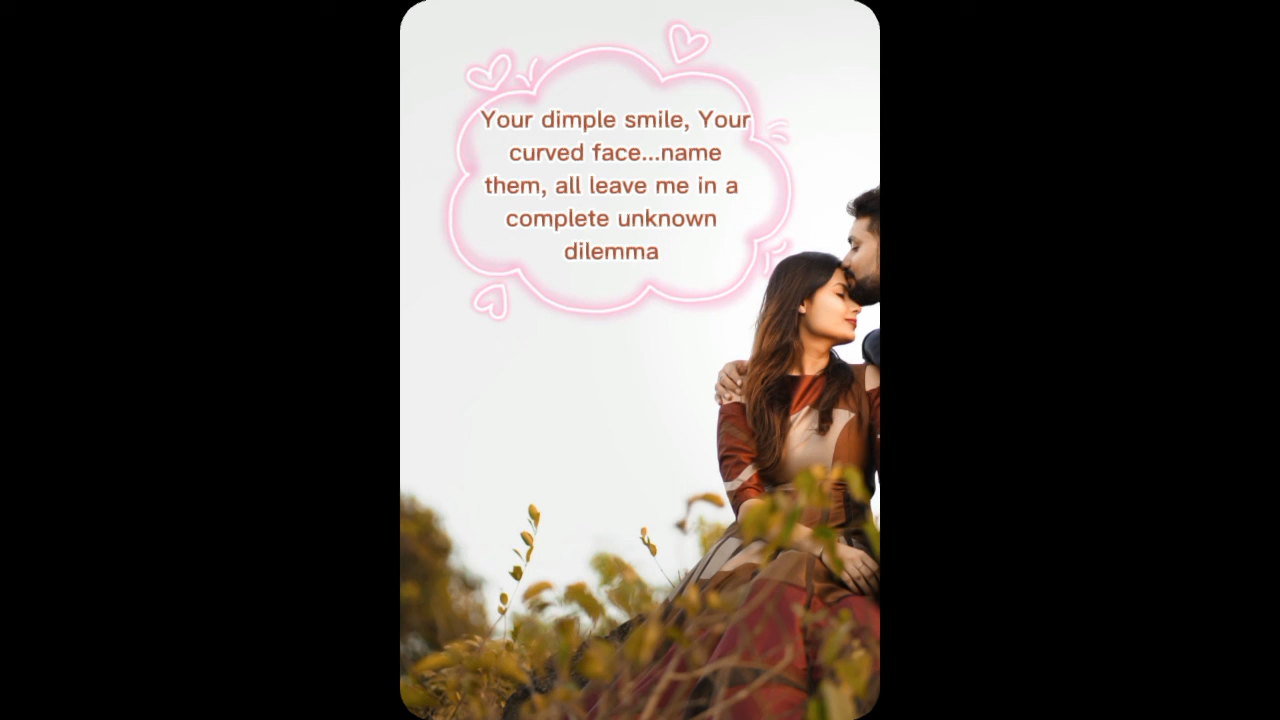 Your dimple smile, Your
curved face...name
them, all leave me in a
complete unknown
dilemma